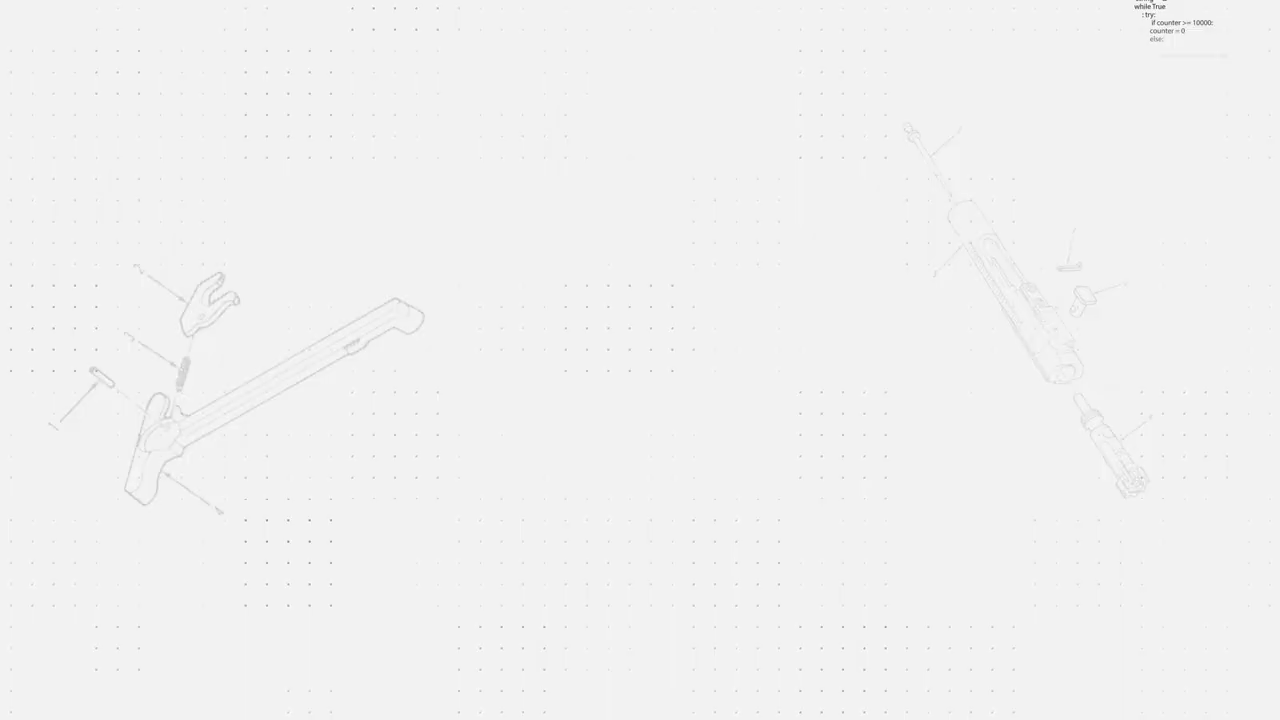 while True
: try:
if counter >= 10000:
counter = 0
else: